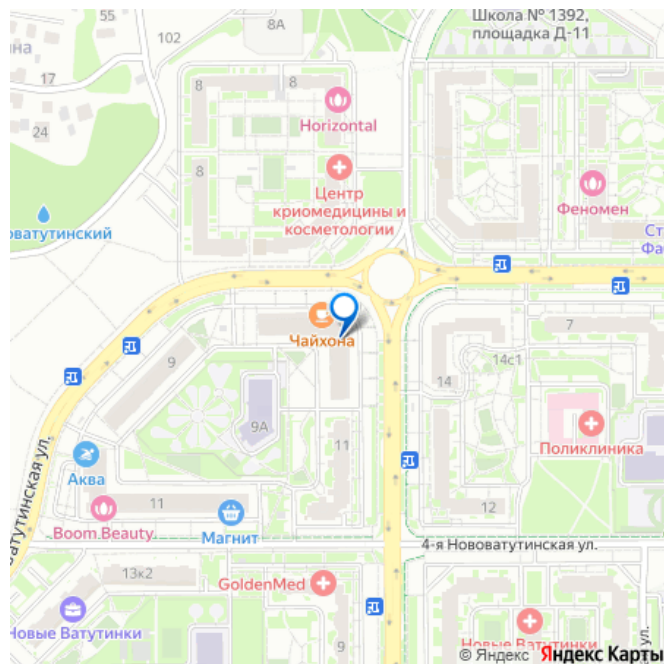 Школа № 1392,
площадка Д-11
8А
55
102
ина
17
24
8
8
Horizontal
8
Центр
криомедицины и
косметологии
Феномен
оватутинский
Ст
Фа
Чайхона
7
14с1
14
9
9А
11
Поликлиника
Аква
11
Boom.Beauty
Магнит
12
ватутинская ул.
4-я Нововатутинская ул.
13к2
GoldenMed
Новые Ватутинки
9
Новые Ватутинки
ул.
© Яндекс Яндекс Карты